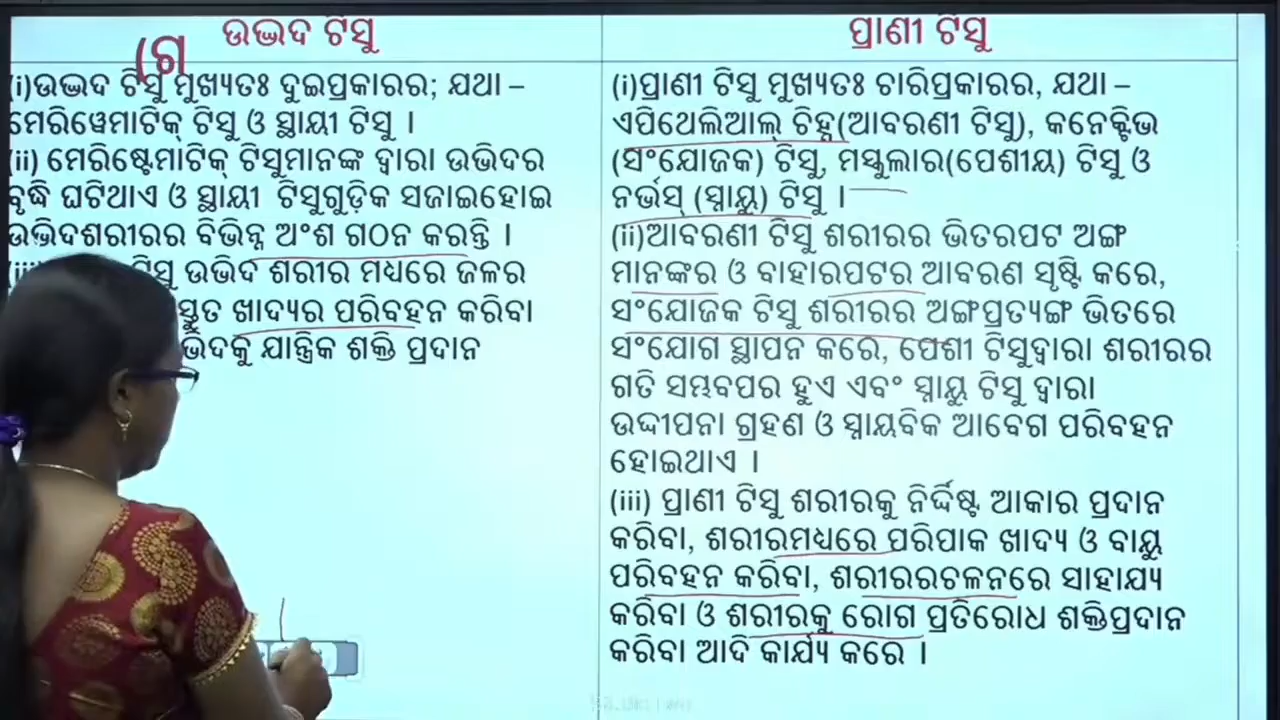 ଉଦ୍ଭଦ ଟିସୁ
(ଗ
(i)ଉଦ୍ଭଦ ଟିସୁ ମୁଖ୍ୟତଃ ଦୁଇପ୍ରକାରର; ଯଥା –
ମେରିୱେମାଟିକ୍ ଟିସୁ ଓ ସ୍ଥାୟୀ ଟିସୁ ।
(ii) ମେରିଷ୍ଟେମାଟିକ୍ ଟିସୁମାନଙ୍କ ଦ୍ୱାରା ଉଭିଦର
ବୃଦ୍ଧି ଘଟିଥାଏ ଓ ସ୍ଥାୟୀ ଟିସୁଗୁଡ଼ିକ ସଜାଇହୋଇ
ଉଭିଦଶରୀରର ବିଭିନ୍ନ ଅଂଶ ଗଠନ କରନ୍ତି ।
ଟିସୁ ଉଭିଦ ଶରୀର ମଧ୍ୟରେ ଜଳର
ଖାଦ୍ୟର ପରିବହନ କରିବା
ଯାନ୍ତ୍ରିକ ଶକ୍ତି ପ୍ରଦାନ
ପ୍ରାଣୀ ଟିସୁ
(i)ପ୍ରାଣୀ ଟିସୁ ମୁଖ୍ୟତଃ ଚାରିପ୍ରକାରର, ଯଥା –
ଏପିଥେଲିଆଲ୍ ଚିହ୍ନ(ଆବରଣୀ ଟିସୁ), କନେକ୍ଟିଭ
(ସଂଯୋଜକ) ଟିସୁ, ମସ୍କୁଲାର(ପେଶୀୟ) ଟିସୁ ଓ
ନର୍ଭସ୍ (ସ୍ନାୟୁ) ଟିସୁ ।
(ii)ଆବରଣୀ ଟିସୁ ଶରୀରର ଭିତରପଟ ଅଙ୍ଗ
ମାନଙ୍କର ଓ ବାହାରପଟର ଆବରଣ ସୃଷ୍ଟି କରେ,
ସଂଯୋଜକ ଟିସୁ ଶରୀରର ଅଙ୍ଗପ୍ରତ୍ୟଙ୍ଗ ଭିତରେ
ସଂଯୋଗ ସ୍ଥାପନ କରେ, ପେଶୀ ଟିସୁଦ୍ୱାରା ଶରୀରର
ଗତି ସମ୍ଭବପର ହୁଏ ଏବଂ ସ୍ନାୟୁ ଟିସୁ ଦ୍ୱାରା
ଉଦ୍ଦୀପନା ଗ୍ରହଣ ଓ ସ୍ନାୟବିକ ଆବେଗ ପରିବହନ
ହୋଇଥାଏ ।
(iii) ପ୍ରାଣୀ ଟିସୁ ଶରୀରକୁ ନିର୍ଦ୍ଦିଷ୍ଟ ଆକାର ପ୍ରଦାନ
କରିବା, ଶରୀରମଧ୍ୟରେ ପରିପାକ ଖାଦ୍ୟ ଓ ବାୟୁ
ପରିବହନ କରିବା, ଶରୀରରଚଳନରେ ସାହାଯ୍ୟ
କରିବା ଓ ଶରୀରକୁ ରୋଗ ପ୍ରତିରୋଧ ଶକ୍ତିପ୍ରଦାନ
କରିବା ଆଦି କାର୍ଯ୍ୟ କରେ ।